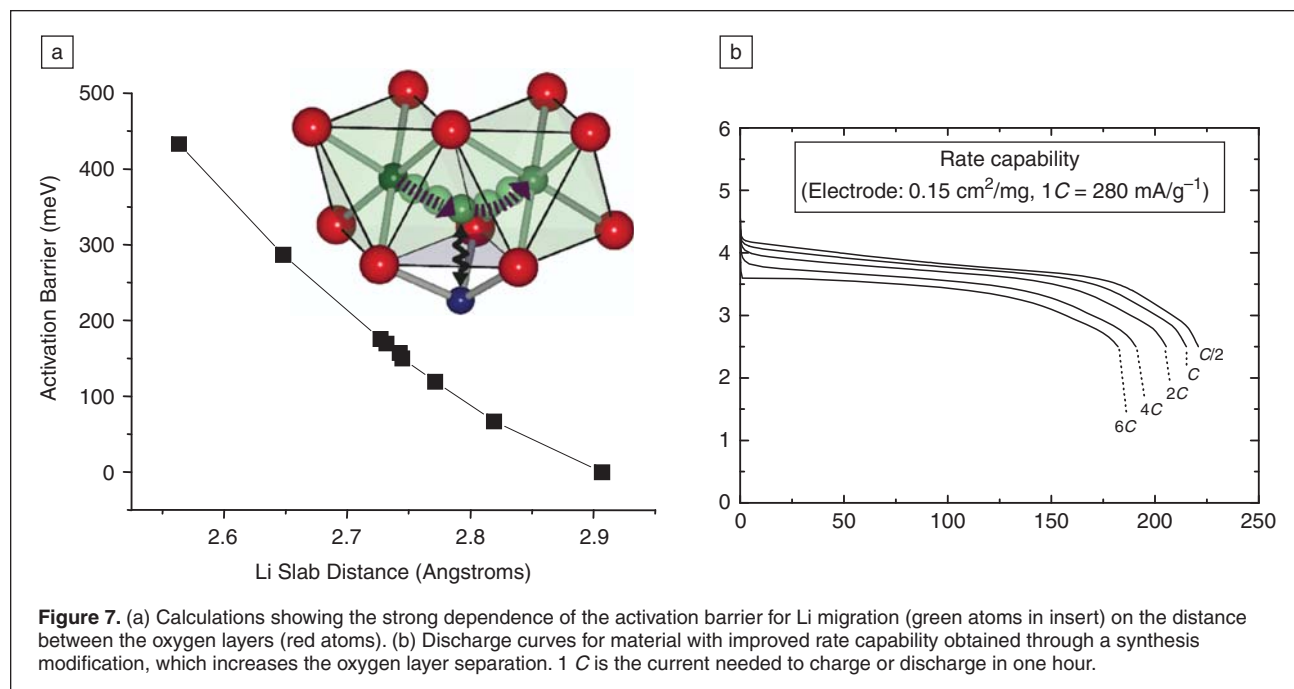 a
500
400
300
200
100
0
Activation Barrier (meV)
2.6 2.7 2.8 2.9
Li Slab Distance (Angstroms)
b
6
5
4
3
2
1
0
Rate capability
(Electrode: 0.15 cm²/mg, 1C = 280 mA/g⁻¹)
C/2
C
2C
4C
6C
0 50 100 150 200 250
Figure 7. (a) Calculations showing the strong dependence of the activation barrier for Li migration (green atoms in insert) on the distance
between the oxygen layers (red atoms). (b) Discharge curves for material with improved rate capability obtained through a synthesis
modification, which increases the oxygen layer separation. 1 C is the current needed to charge or discharge in one hour.